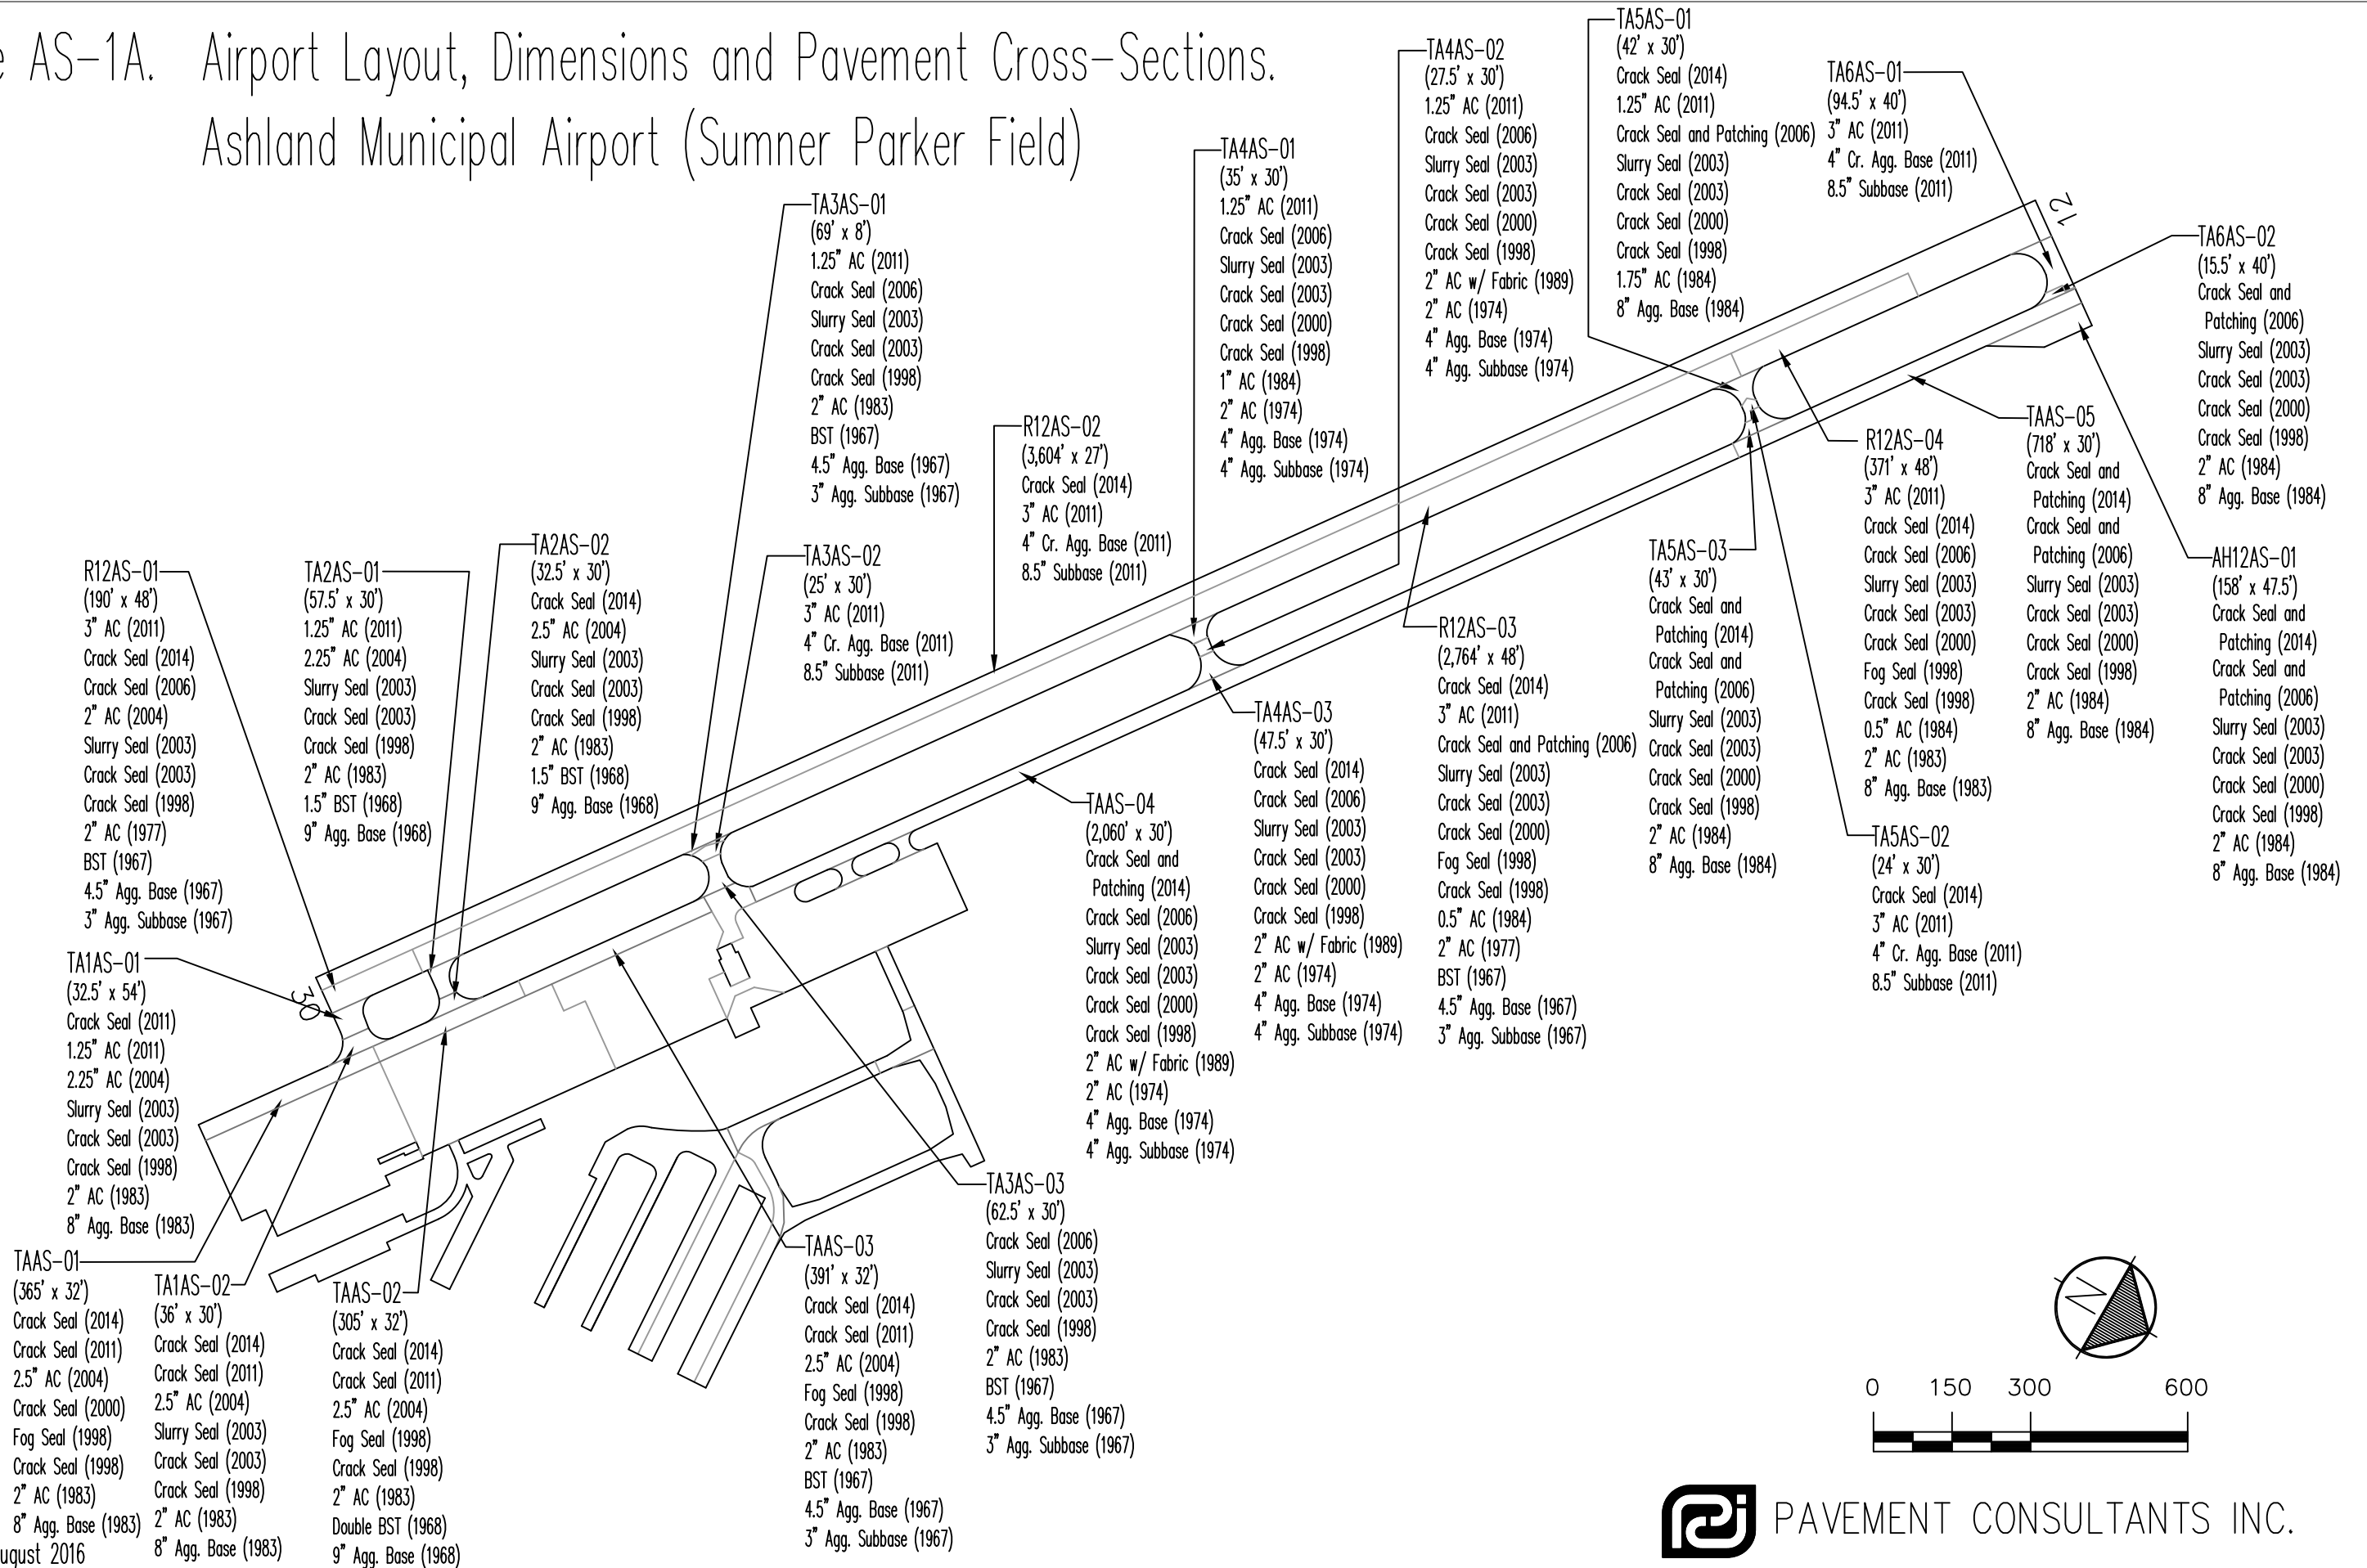 e AS-1A. Airport Layout, Dimensions and Pavement Cross-Sections.
Ashland Municipal Airport (Sumner Parker Field)
TA5AS-01
(42' x 30')
Crack Seal (2014)
1.25" AC (2011)
Crack Seal and Patching (2006)
Slurry Seal (2003)
Crack Seal (2003)
Crack Seal (2000)
Crack Seal (1998)
1.75" AC (1984)
8" Agg. Base (1984)
TA4AS-02
(27.5' x 30')
1.25" AC (2011)
Crack Seal (2006)
Slurry Seal (2003)
Crack Seal (2003)
Crack Seal (2000)
Crack Seal (1998)
2" AC w/ Fabric (1989)
2" AC (1974)
4" Agg. Base (1974)
4" Agg. Subbase (1974)
TA6AS-01
(94.5' x 40')
3" AC (2011)
4" Cr. Agg. Base (2011)
8.5" Subbase (2011)
TA4AS-01
(35' x 30')
1.25" AC (2011)
Crack Seal (2006)
Slurry Seal (2003)
Crack Seal (2003)
Crack Seal (2000)
Crack Seal (1998)
1" AC (1984)
2" AC (1974)
4" Agg. Base (1974)
4" Agg. Subbase (1974)
TA3AS-01
(69' x 8')
1.25" AC (2011)
Crack Seal (2006)
Slurry Seal (2003)
Crack Seal (2003)
Crack Seal (1998)
2" AC (1983)
BST (1967)
4.5" Agg. Base (1967)
3" Agg. Subbase (1967)
12
TA6AS-02
(15.5' x 40')
Crack Seal and
Patching (2006)
Slurry Seal (2003)
Crack Seal (2003)
Crack Seal (2000)
Crack Seal (1998)
2" AC (1984)
8" Agg. Base (1984)
R12AS-02
(3,604' x 27')
Crack Seal (2014)
3" AC (2011)
4" Cr. Agg. Base (2011)
8.5" Subbase (2011)
TAAS-05
(718' x 30')
Crack Seal and
Patching (2014)
Crack Seal and
Patching (2006)
Slurry Seal (2003)
Crack Seal (2003)
Crack Seal (2000)
Crack Seal (1998)
2" AC (1984)
8" Agg. Base (1984)
R12AS-04
(371' x 48')
3" AC (2011)
Crack Seal (2014)
Crack Seal (2006)
Slurry Seal (2003)
Crack Seal (2003)
Crack Seal (2000)
Fog Seal (1998)
Crack Seal (1998)
0.5" AC (1984)
2" AC (1983)
8" Agg. Base (1983)
TA2AS-02
(32.5' x 30')
Crack Seal (2014)
2.5" AC (2004)
Slurry Seal (2003)
Crack Seal (2003)
Crack Seal (1998)
2" AC (1983)
1.5" BST (1968)
9" Agg. Base (1968)
TA3AS-02
(25' x 30')
3" AC (2011)
4" Cr. Agg. Base (2011)
8.5" Subbase (2011)
TA5AS-03
(43' x 30')
Crack Seal and
Patching (2014)
Crack Seal and
Patching (2006)
Slurry Seal (2003)
Crack Seal (2003)
Crack Seal (2000)
Crack Seal (1998)
2" AC (1984)
8" Agg. Base (1984)
AH12AS-01
(158' x 47.5')
Crack Seal and
Patching (2014)
Crack Seal and
Patching (2006)
Slurry Seal (2003)
Crack Seal (2003)
Crack Seal (2000)
Crack Seal (1998)
2" AC (1984)
8" Agg. Base (1984)
R12AS-01
(190' x 48')
3" AC (2011)
Crack Seal (2014)
Crack Seal (2006)
2" AC (2004)
Slurry Seal (2003)
Crack Seal (2003)
Crack Seal (1998)
2" AC (1977)
BST (1967)
4.5" Agg. Base (1967)
3" Agg. Subbase (1967)
TA2AS-01
(57.5' x 30')
1.25" AC (2011)
2.25" AC (2004)
Slurry Seal (2003)
Crack Seal (2003)
Crack Seal (1998)
2" AC (1983)
1.5" BST (1968)
9" Agg. Base (1968)
R12AS-03
(2,764' x 48')
Crack Seal (2014)
3" AC (2011)
Crack Seal and Patching (2006)
Slurry Seal (2003)
Crack Seal (2003)
Crack Seal (2000)
Fog Seal (1998)
Crack Seal (1998)
0.5" AC (1984)
2" AC (1977)
BST (1967)
4.5" Agg. Base (1967)
3" Agg. Subbase (1967)
TA4AS-03
(47.5' x 30')
Crack Seal (2014)
Crack Seal (2006)
Slurry Seal (2003)
Crack Seal (2003)
Crack Seal (2000)
Crack Seal (1998)
2" AC w/ Fabric (1989)
2" AC (1974)
4" Agg. Base (1974)
4" Agg. Subbase (1974)
TAAS-04
(2,060' x 30')
Crack Seal and
Patching (2014)
Crack Seal (2006)
Slurry Seal (2003)
Crack Seal (2003)
Crack Seal (2000)
Crack Seal (1998)
2" AC w/ Fabric (1989)
2" AC (1974)
4" Agg. Base (1974)
4" Agg. Subbase (1974)
TA5AS-02
(24' x 30')
Crack Seal (2014)
3" AC (2011)
4" Cr. Agg. Base (2011)
8.5" Subbase (2011)
TA1AS-01
(32.5' x 54')
Crack Seal (2011)
1.25" AC (2011)
2.25" AC (2004)
Slurry Seal (2003)
Crack Seal (2003)
Crack Seal (1998)
2" AC (1983)
8" Agg. Base (1983)
30
TA3AS-03
(62.5' x 30')
Crack Seal (2006)
Slurry Seal (2003)
Crack Seal (2003)
Crack Seal (1998)
2" AC (1983)
BST (1967)
4.5" Agg. Base (1967)
3" Agg. Subbase (1967)
TAAS-03
(391' x 32')
Crack Seal (2014)
Crack Seal (2011)
2.5" AC (2004)
Fog Seal (1998)
Crack Seal (1998)
2" AC (1983)
BST (1967)
4.5" Agg. Base (1967)
3" Agg. Subbase (1967)
TAAS-01
(365' x 32')
Crack Seal (2014)
Crack Seal (2011)
2.5" AC (2004)
Crack Seal (2000)
Fog Seal (1998)
Crack Seal (1998)
2" AC (1983)
8" Agg. Base (1983)
TA1AS-02
(36' x 30')
Crack Seal (2014)
Crack Seal (2011)
2.5" AC (2004)
Slurry Seal (2003)
Crack Seal (2003)
Crack Seal (1998)
2" AC (1983)
8" Agg. Base (1983)
TAAS-02
(305' x 32')
Crack Seal (2014)
Crack Seal (2011)
2.5" AC (2004)
Fog Seal (1998)
Crack Seal (1998)
2" AC (1983)
Double BST (1968)
9" Agg. Base (1968)
N
0 150 300 600
PAVEMENT CONSULTANTS INC.
ugust 2016